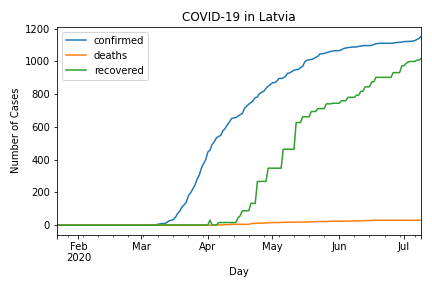 COVID-19 in Latvia
1200
1000
800
600
400
200
0
Number of Cases
confirmed
deaths
recovered
Feb
2020
Mar
Apr
May
Jun
Jul
Day